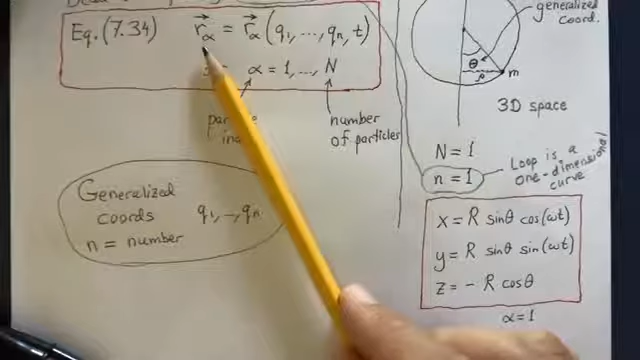 Eq. (7.34) r⃗α = r⃗α (q₁, ..., qn, t)
α = 1, ..., N
number
of particles
Generalized
coords q₁, .., qn
n = number
generalized
coord.
θ
ρ
m
3D space
N = 1
n = 1
Loop is a
one-dimensional
curve
x = R sinθ cos(ωt)
y = R sinθ sin(ωt)
z = - R cosθ
α = 1